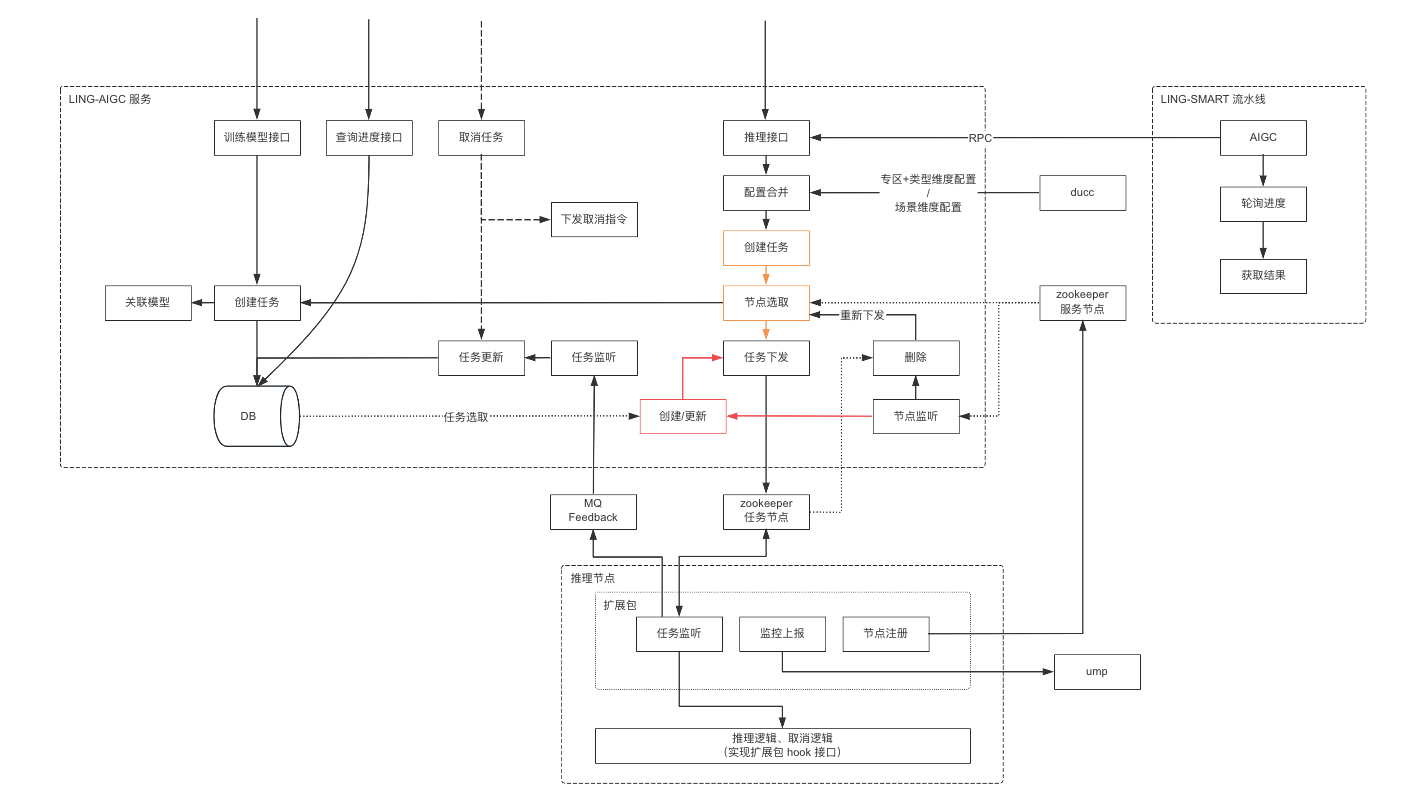 LING-AIGC 服务
LING-SMART 流水线
训练模型接口
查询进度接口
取消任务
推理接口
RPC
AIGC
配置合并
专区+类型维度配置
/
场景维度配置
ducc
轮询进度
下发取消指令
创建任务
获取结果
关联模型
创建任务
节点选取
zookeeper
服务节点
重新下发
任务更新
任务监听
任务下发
删除
DB
任务选取
创建/更新
节点监听
MQ
Feedback
zookeeper
任务节点
推理节点
扩展包
任务监听
监控上报
节点注册
ump
推理逻辑、取消逻辑
（实现扩展包 hook 接口）